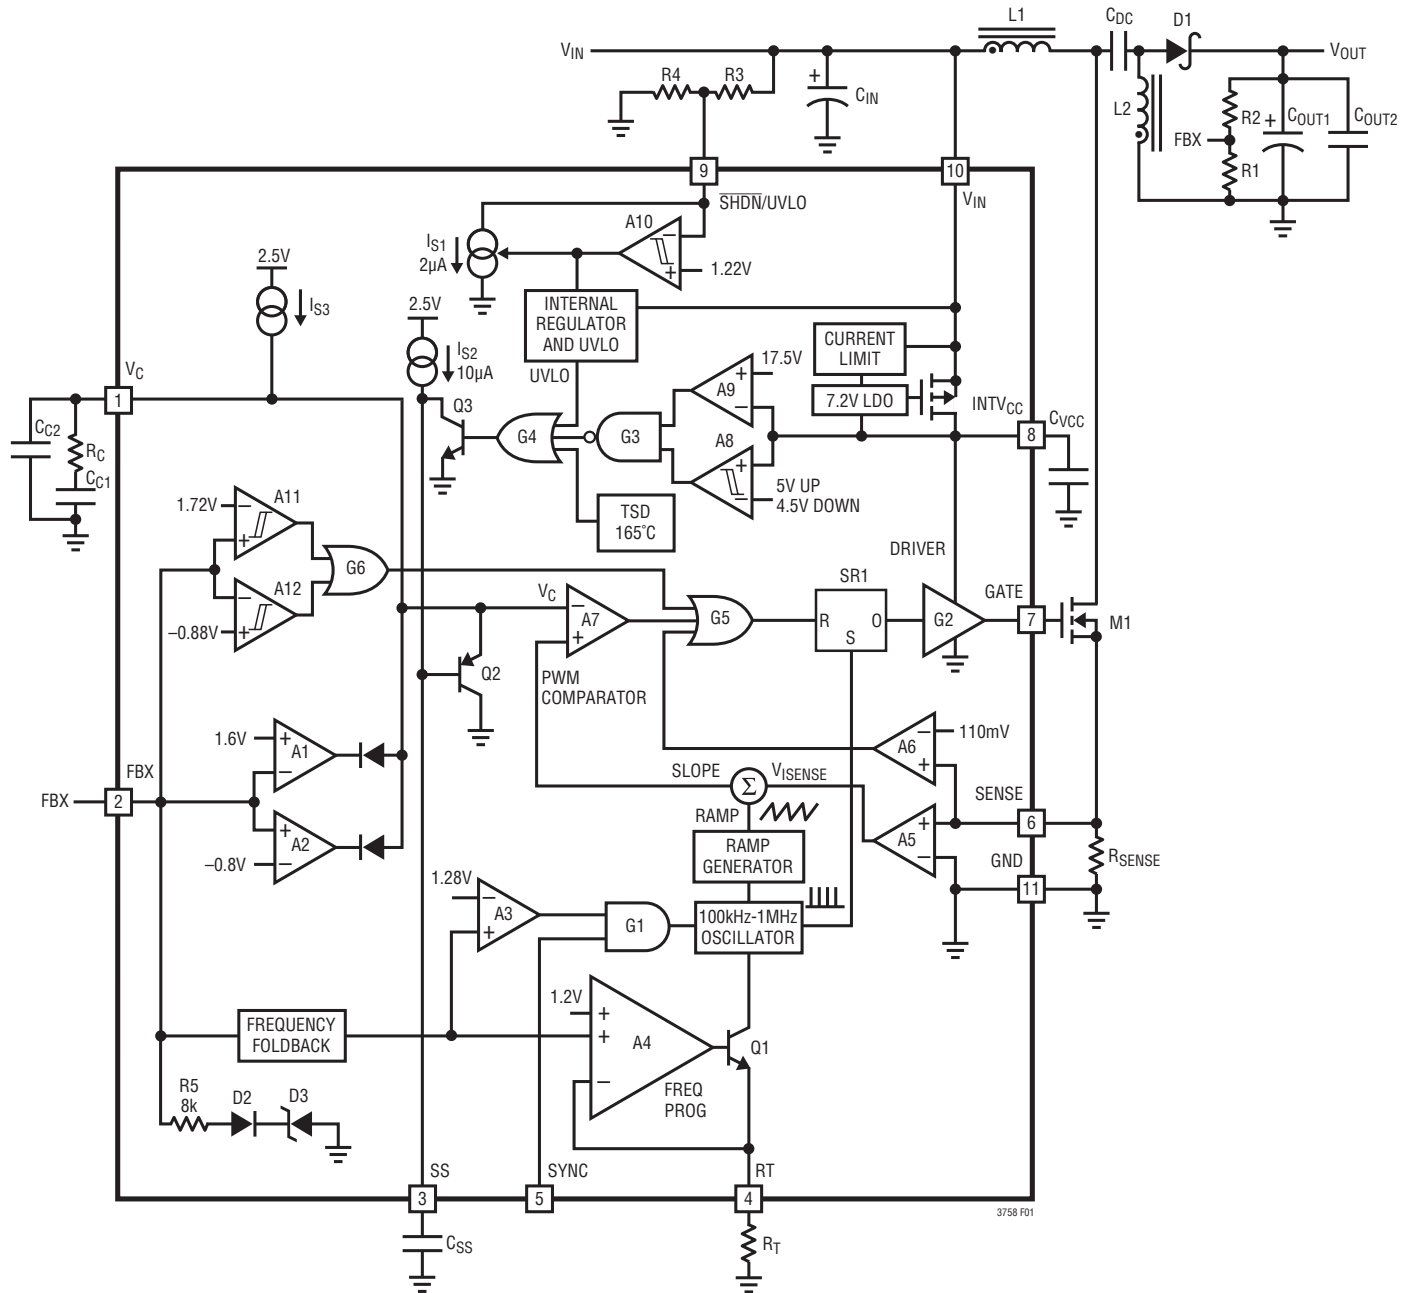 L1
CDC
D1
VIN
VOUT
R4
R3
CIN
L2
R2
COUT1
COUT2
FBX
R1
9
10
SHDN/UVLO
VIN
A10
IS1
2µA
1.22V
2.5V
IS3
2.5V
INTERNAL
REGULATOR
AND UVLO
CURRENT
LIMIT
IS2
10µA
17.5V
VC
UVLO
A9
7.2V LDO
1
Q3
INTVCC
CVCC
CC2
RC
G4
G3
A8
8
CC1
5V UP
4.5V DOWN
A11
1.72V
TSD
165˚C
DRIVER
G6
A12
SR1
GATE
VC
A7
G5
R
O
S
G2
7
M1
–0.88V
Q2
PWM
COMPARATOR
1.6V
A1
A6
110mV
FBX
SLOPE
VISENSE
FBX
2
Σ
SENSE
RAMP
6
A2
A5
RAMP
GENERATOR
GND
RSENSE
–0.8V
1.28V
11
A3
G1
100kHz-1MHz
OSCILLATOR
1.2V
FREQUENCY
FOLDBACK
A4
Q1
R5
8k
D2
D3
FREQ
PROG
SS
SYNC
RT
3
5
4
3758 F01
CSS
RT